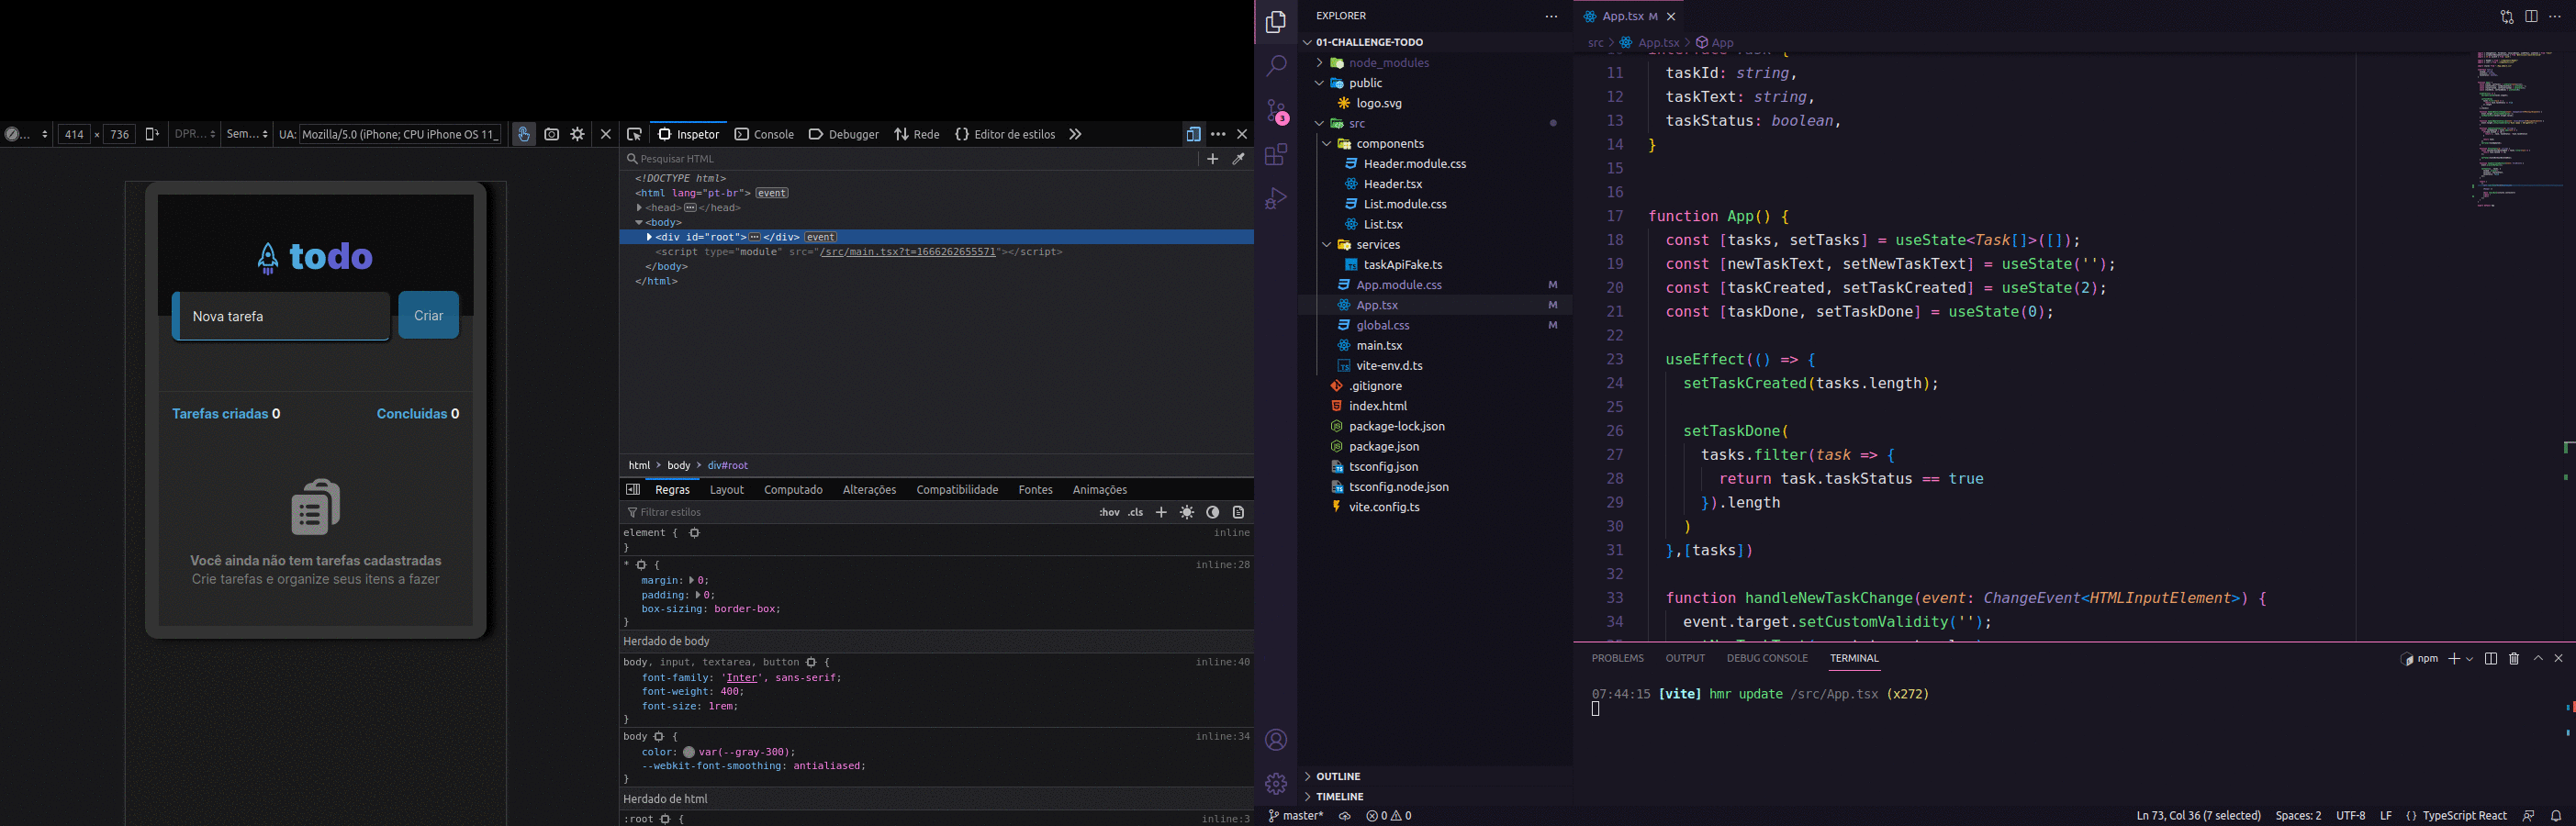 414 × 736 DPR... Sem... UA: Mozilla/5.0 (iPhone; CPU iPhone OS 11_
todo
Nova tarefa
Criar
Tarefas criadas 0 Concluidas 0
Você ainda não tem tarefas cadastradas
Crie tarefas e organize seus itens a fazer
Inspetor Console Debugger Rede {} Editor de estilos
Pesquisar HTML
<!DOCTYPE html>
<html lang="pt-br"> event
<head> ... </head>
<body>
<div id="root"> ... </div> event
<script type="module" src="/src/main.tsx?t=1666262655571"></script>
</body>
</html>
html > body > div#root
Regras Layout Computado Alterações Compatibilidade Fontes Animações
Filtrar estilos :hov .cls
element { inline
}
* { inline:28
margin: 0;
padding: 0;
box-sizing: border-box;
}
Herdado de body
body, input, textarea, button { inline:40
font-family: 'Inter', sans-serif;
font-weight: 400;
font-size: 1rem;
}
body { inline:34
color: var(--gray-300);
--webkit-font-smoothing: antialiased;
}
Herdado de html
:root { inline:3
3
EXPLORER ...
01-CHALLENGE-TODO
node_modules
public
logo.svg
src
components
Header.module.css
Header.tsx
List.module.css
List.tsx
services
taskApiFake.ts
App.module.css M
App.tsx M
global.css M
main.tsx
vite-env.d.ts
.gitignore
index.html
package-lock.json
package.json
tsconfig.json
tsconfig.node.json
vite.config.ts
OUTLINE
TIMELINE
App.tsx M
src > App.tsx > App
11 taskId: string,
12 taskText: string,
13 taskStatus: boolean,
14 }
15
16
17 function App() {
18 const [tasks, setTasks] = useState<Task[]>([]);
19 const [newTaskText, setNewTaskText] = useState('');
20 const [taskCreated, setTaskCreated] = useState(2);
21 const [taskDone, setTaskDone] = useState(0);
22
23 useEffect(() => {
24 setTaskCreated(tasks.length);
25
26 setTaskDone(
27 tasks.filter(task => {
28 return task.taskStatus == true
29 }).length
30 )
31 },[tasks])
32
33 function handleNewTaskChange(event: ChangeEvent<HTMLInputElement>) {
34 event.target.setCustomValidity('');
PROBLEMS OUTPUT DEBUG CONSOLE TERMINAL npm
07:44:15 [vite] hmr update /src/App.tsx (x272)
master* 0 0 Ln 73, Col 36 (7 selected) Spaces: 2 UTF-8 LF {} TypeScript React